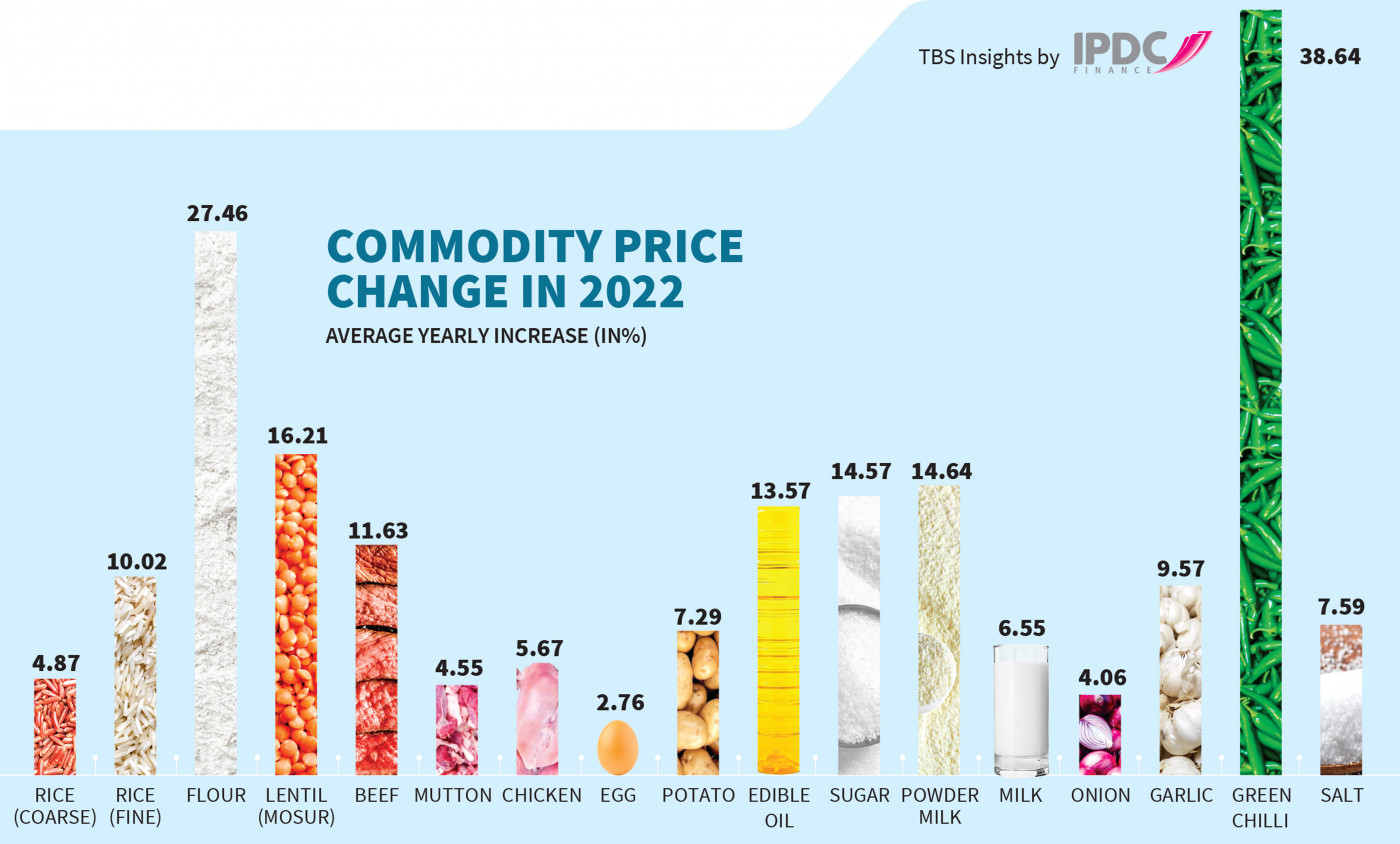 TBS Insights by IPDC
FINANCE
COMMODITY PRICE
CHANGE IN 2022
AVERAGE YEARLY INCREASE (IN%)
4.87
10.02
27.46
16.21
11.63
4.55
5.67
2.76
7.29
13.57
14.57
14.64
6.55
4.06
9.57
38.64
7.59
RICE
(COARSE)
RICE
(FINE)
FLOUR
LENTIL
(MOSUR)
BEEF
MUTTON
CHICKEN
EGG
POTATO
EDIBLE
OIL
SUGAR
POWDER
MILK
MILK
ONION
GARLIC
GREEN
CHILLI
SALT